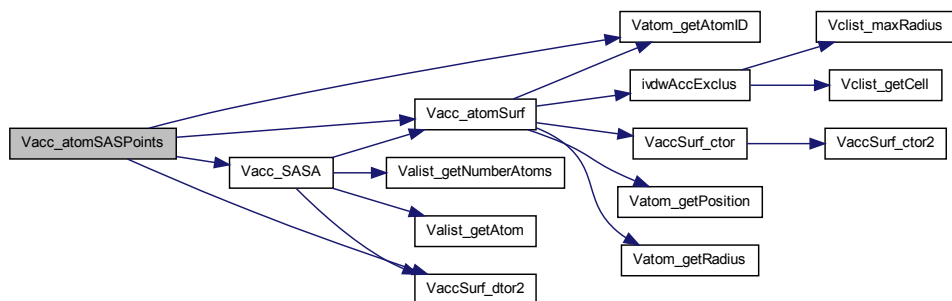 Vacc_atomSASPoints
Vatom_getAtomID
Vacc_atomSurf
Vacc_SASA
Valist_getNumberAtoms
Valist_getAtom
VaccSurf_dtor2
ivdwAccExclus
VaccSurf_ctor
Vatom_getPosition
Vatom_getRadius
Vclist_maxRadius
Vclist_getCell
VaccSurf_ctor2